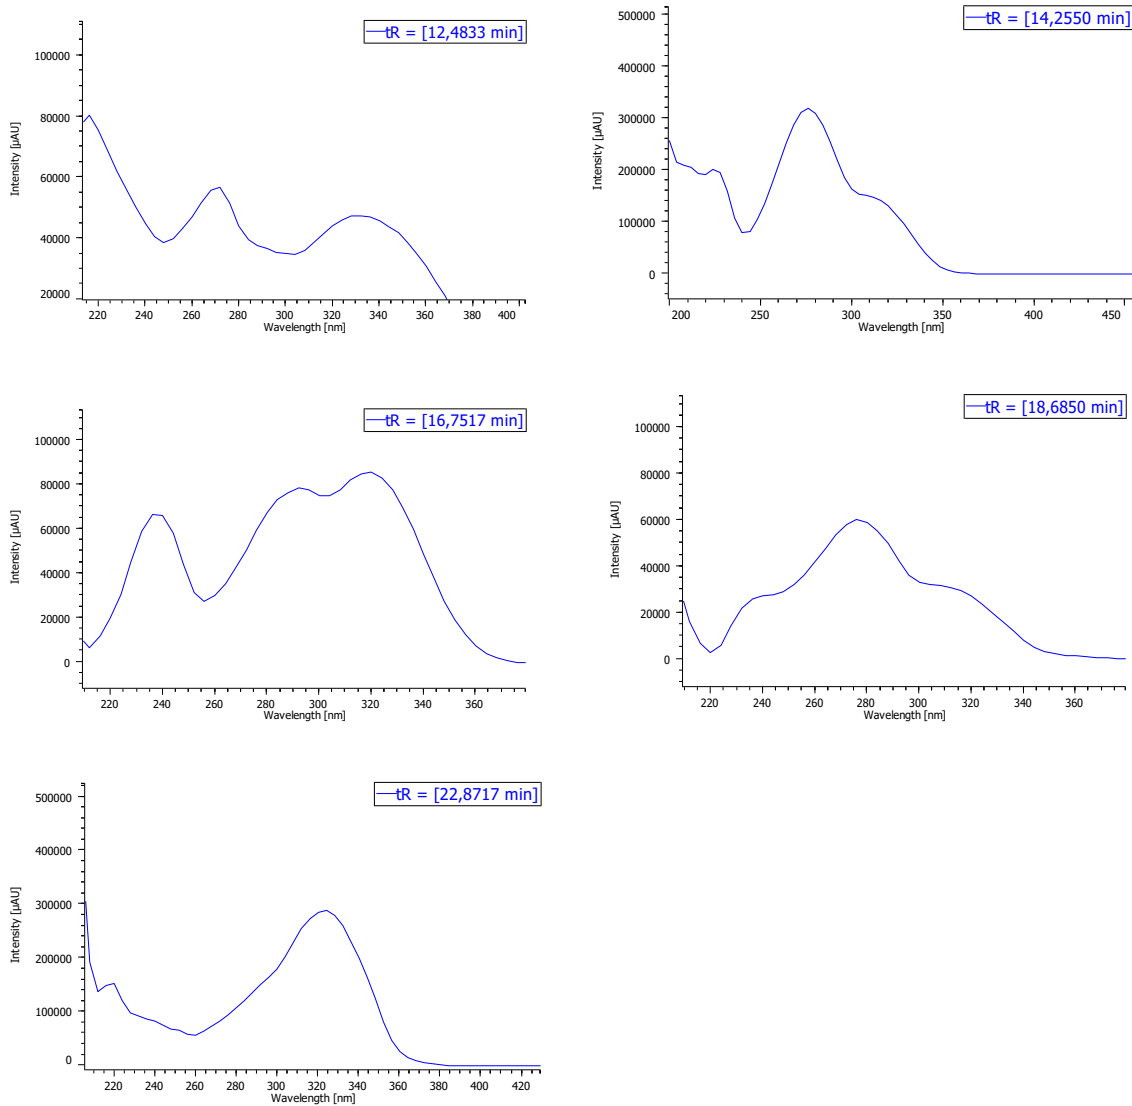 tR = [12,4833 min]
Intensity [µAU]
100000
80000
60000
40000
20000
220 240 260 280 300 320 340 360 380 400
Wavelength [nm]
tR = [14,2550 min]
Intensity [µAU]
500000
400000
300000
200000
100000
0
200 250 300 350 400 450
Wavelength [nm]
tR = [16,7517 min]
Intensity [µAU]
100000
80000
60000
40000
20000
0
220 240 260 280 300 320 340 360
Wavelength [nm]
tR = [18,6850 min]
Intensity [µAU]
100000
80000
60000
40000
20000
0
220 240 260 280 300 320 340 360
Wavelength [nm]
tR = [22,8717 min]
Intensity [µAU]
500000
400000
300000
200000
100000
0
220 240 260 280 300 320 340 360 380 400 420
Wavelength [nm]